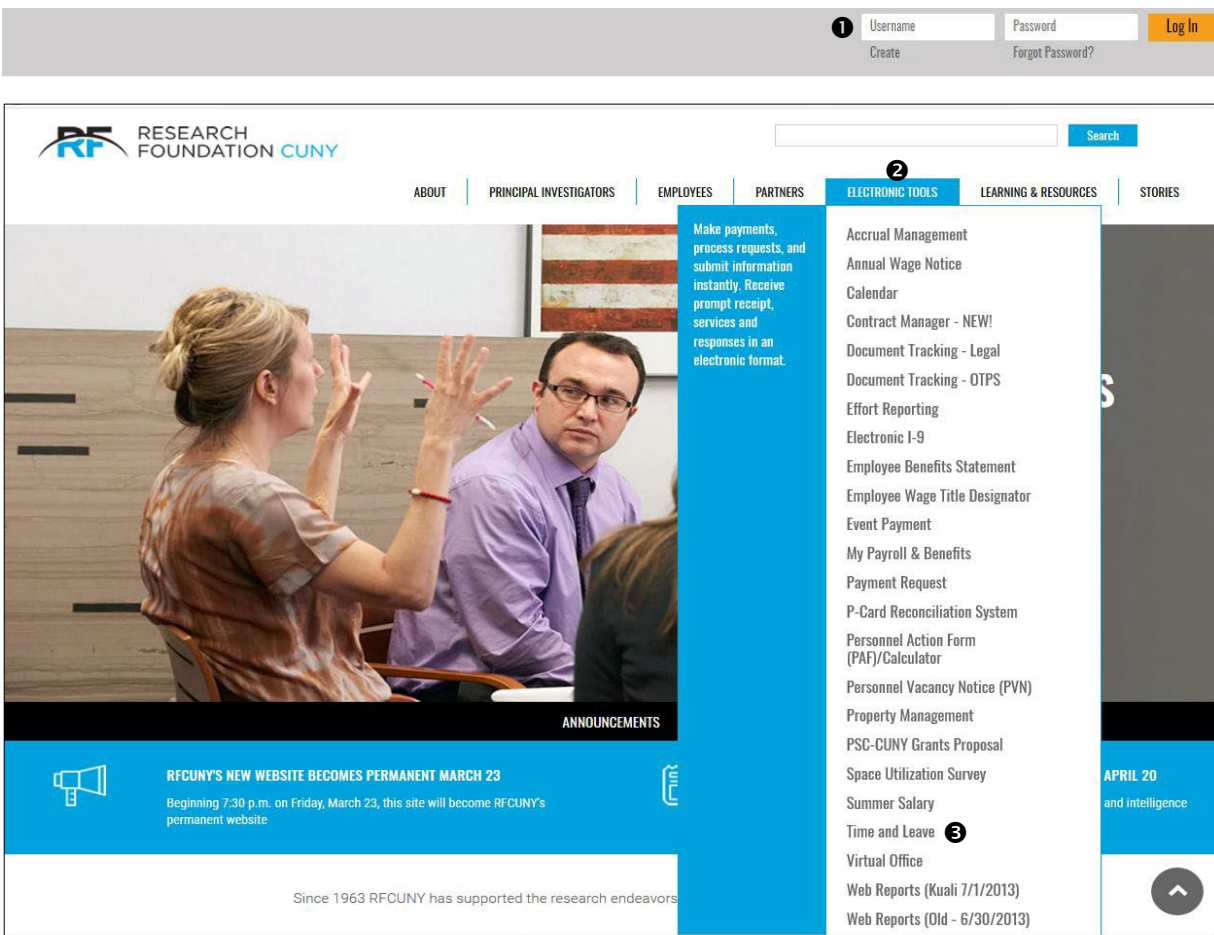 ❶
Username
Password
Log In
Create
Forgot Password?
RF
RESEARCH
FOUNDATION CUNY
Search
❷
ABOUT
PRINCIPAL INVESTIGATORS
EMPLOYEES
PARTNERS
ELECTRONIC TOOLS
LEARNING & RESOURCES
STORIES
Make payments,
process requests, and
submit information
instantly. Receive
prompt receipt,
services and
responses in an
electronic format.
Accrual Management
Annual Wage Notice
Calendar
Contract Manager - NEW!
Document Tracking - Legal
Document Tracking - OTPS
Effort Reporting
Electronic I-9
Employee Benefits Statement
Employee Wage Title Designator
Event Payment
My Payroll & Benefits
Payment Request
P-Card Reconciliation System
Personnel Action Form
(PAF)/Calculator
Personnel Vacancy Notice (PVN)
Property Management
PSC-CUNY Grants Proposal
Space Utilization Survey
Summer Salary
Time and Leave ❸
Virtual Office
Web Reports (Kuali 7/1/2013)
Web Reports (Old - 6/30/2013)
S
ANNOUNCEMENTS
RFCUNY'S NEW WEBSITE BECOMES PERMANENT MARCH 23
Beginning 7:30 p.m. on Friday, March 23, this site will become RFCUNY's
permanent website
APRIL 20
and intelligence
Since 1963 RFCUNY has supported the research endeavors